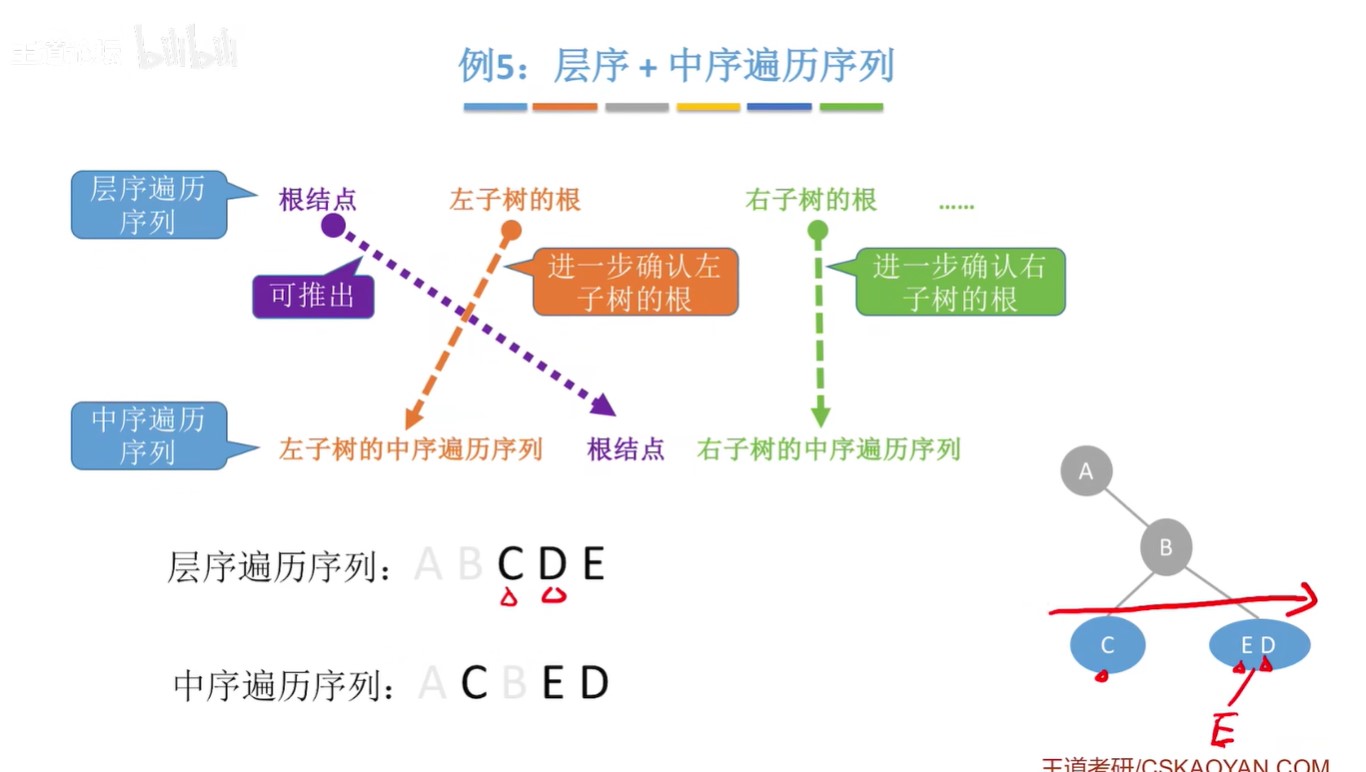 王道论坛 bilibili
例5：层序 + 中序遍历序列
层序遍历
序列
根结点
左子树的根
右子树的根
......
可推出
进一步确认左
子树的根
进一步确认右
子树的根
中序遍历
序列
左子树的中序遍历序列
根结点
右子树的中序遍历序列
A
B
层序遍历序列：A B C D E
C
E D
中序遍历序列：A C B E D
E
王道考研/CSKAOYAN.COM